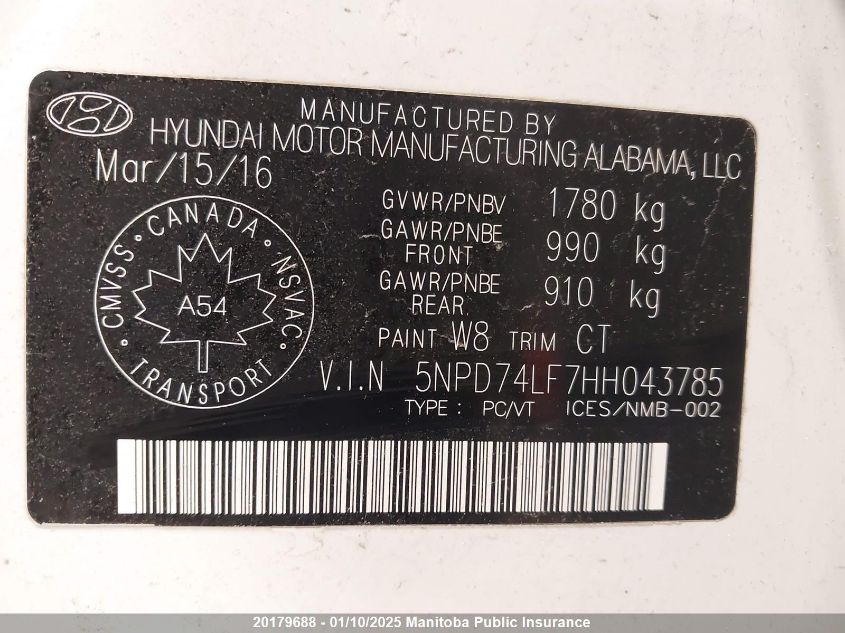 MANUFACTURED BY
HYUNDAI MOTOR MANUFACTURING ALABAMA, LLC
Mar/15/16
GVWR/PNBV 1780 kg
GAWR/PNBE FRONT 990 kg
GAWR/PNBE REAR 910 kg
PAINT W8 TRIM CT
CANADA · NSVAC · TRANSPORT · CMVSS ·
A54
V.I.N 5NPD74LF7HH043785
TYPE : PC/VT ICES/NMB-002
20179688 - 01/10/2025 Manitoba Public Insurance